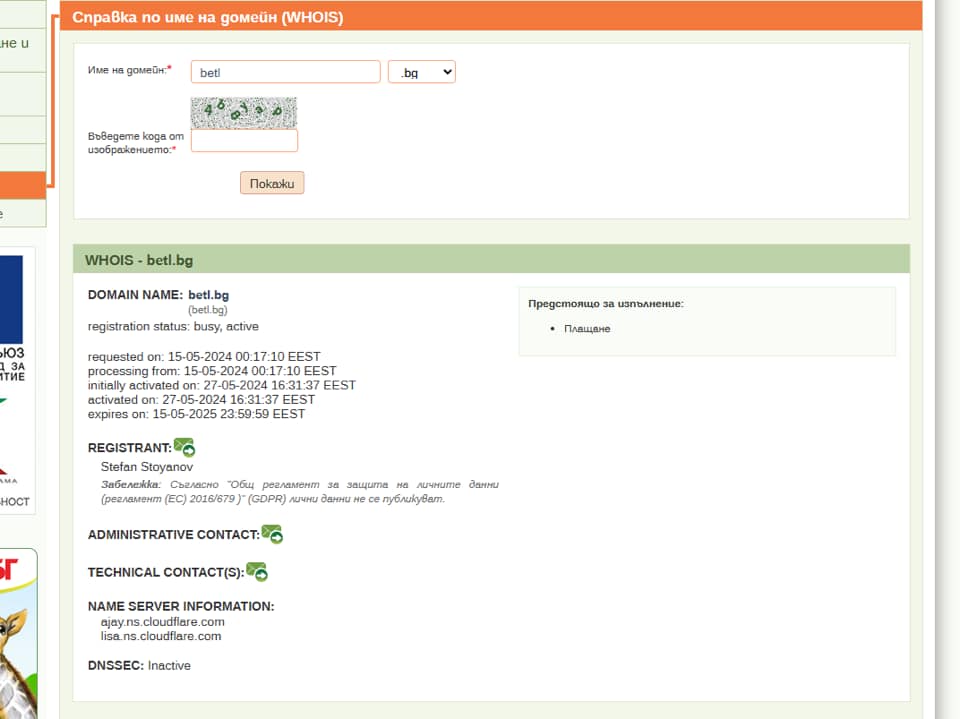 не и
Справка по име на домейн (WHOIS)
Име на домейн:*
betl
.bg
Въведете кода от
изображението:*
Покажи
е
WHOIS - betl.bg
DOMAIN NAME: betl.bg
(betl.bg)
registration status: busy, active
requested on: 15-05-2024 00:17:10 EEST
processing from: 15-05-2024 00:17:10 EEST
initially activated on: 27-05-2024 16:31:37 EEST
activated on: 27-05-2024 16:31:37 EEST
expires on: 15-05-2025 23:59:59 EEST
REGISTRANT:
Stefan Stoyanov
Забележка: Съгласно "Общ регламент за защита на личните данни
(регламент (ЕС) 2016/679 )" (GDPR) лични данни не се публикуват.
ADMINISTRATIVE CONTACT:
TECHNICAL CONTACT(S):
NAME SERVER INFORMATION:
ajay.ns.cloudflare.com
lisa.ns.cloudflare.com
DNSSEC: Inactive
Предстоящо за изпълнение:
• Плащане
ЮЗ
Д ЗА
ИТИЕ
АМА
НОСТ
БГ